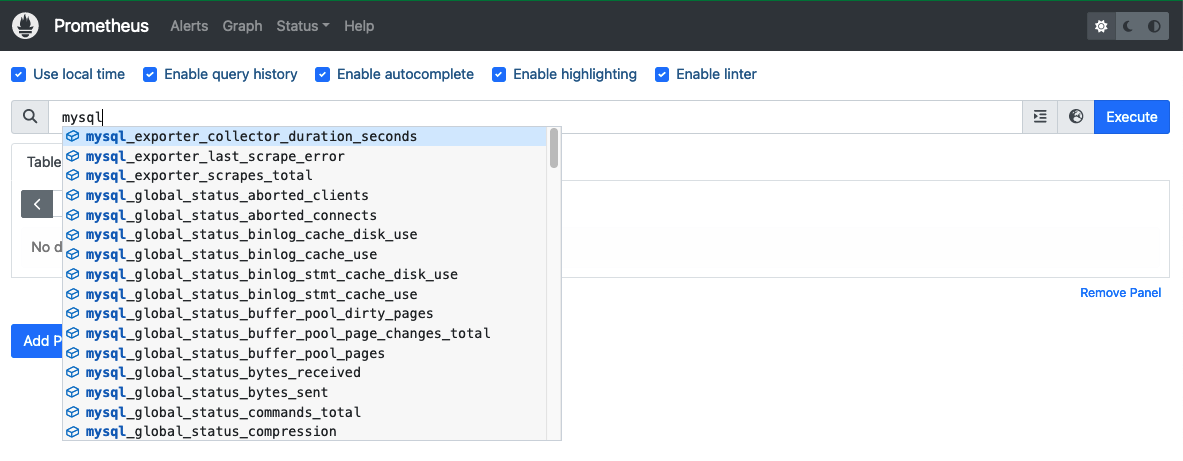 Prometheus Alerts Graph Status Help
Use local time Enable query history Enable autocomplete Enable highlighting Enable linter
mysql Execute
mysql_exporter_collector_duration_seconds
Table mysql_exporter_last_scrape_error
mysql_exporter_scrapes_total
mysql_global_status_aborted_clients
mysql_global_status_aborted_connects
mysql_global_status_binlog_cache_disk_use
No d mysql_global_status_binlog_cache_use
mysql_global_status_binlog_stmt_cache_disk_use
mysql_global_status_binlog_stmt_cache_use
Remove Panel
mysql_global_status_buffer_pool_dirty_pages
mysql_global_status_buffer_pool_page_changes_total
Add P
mysql_global_status_buffer_pool_pages
mysql_global_status_bytes_received
mysql_global_status_bytes_sent
mysql_global_status_commands_total
mysql_global_status_compression